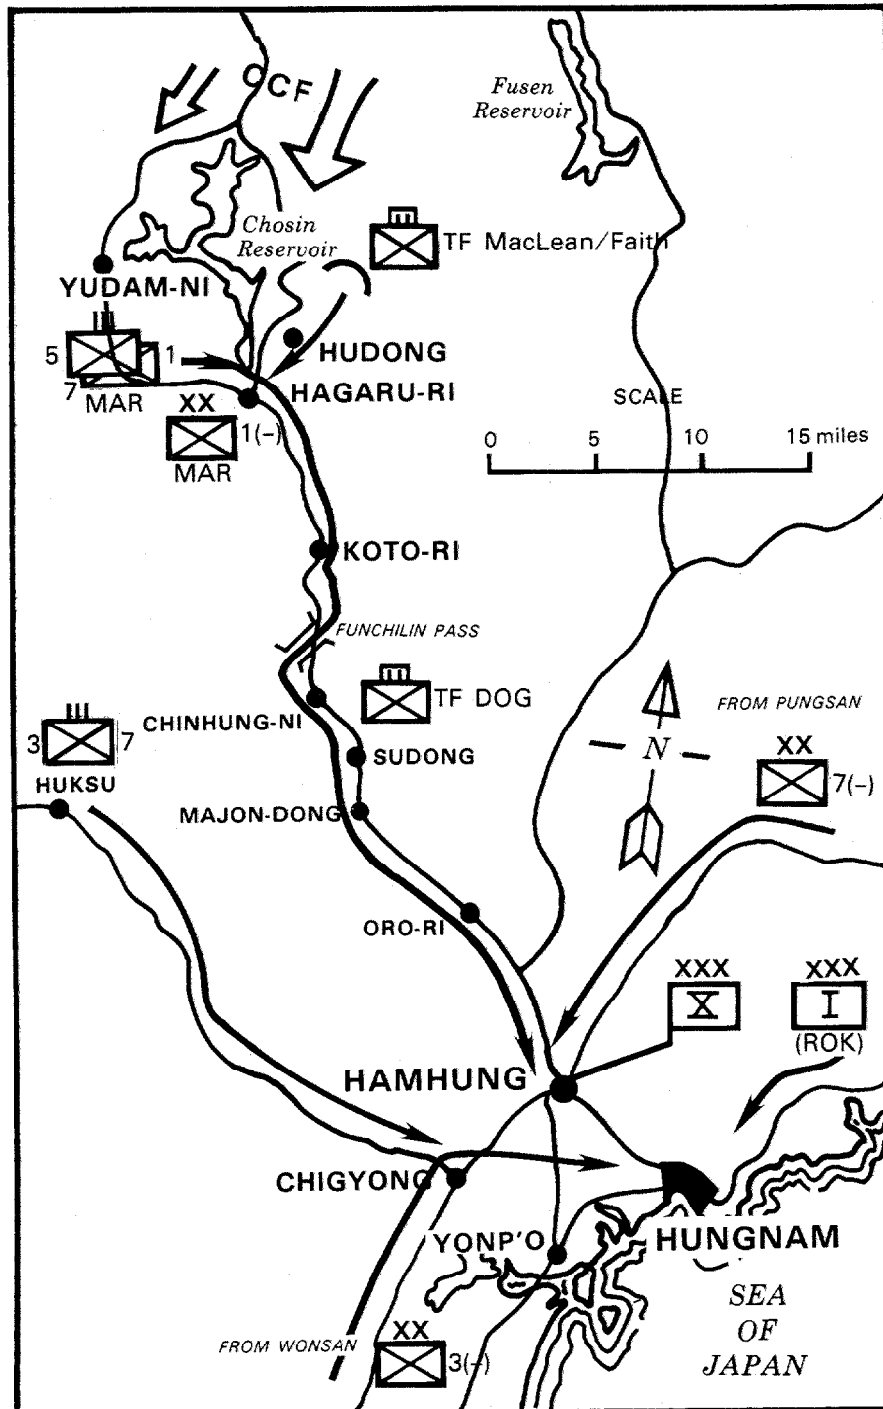 CCF
Fusen
Reservoir
Chosin
Reservoir
TF MacLean/Faith
YUDAM-NI
III
5
1
7
MAR
HUDONG
HAGARU-RI
XX
1(-)
MAR
SCALE
0 5 10 15 miles
KOTO-RI
FUNCHILIN PASS
TF DOG
CHINHUNG-NI
FROM PUNGSAN
III
3
7
HUKSU
SUDONG
N
XX
7(-)
MAJON-DONG
ORO-RI
XXX
X
XXX
I
(ROK)
HAMHUNG
CHIGYONG
YONP'O
HUNGNAM
SEA
OF
JAPAN
FROM WONSAN
XX
3(-)